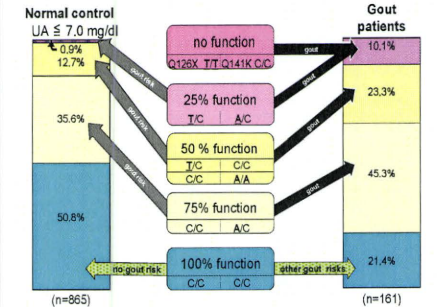 Normal control
UA ≦ 7.0 mg/dl
0.9%
12.7%
35.6%
50.8%
(n=865)
no function
Q126X T/T Q141K C/C
25% function
T/C A/C
50 % function
T/C C/C
C/C A/A
75% function
C/C A/C
100% function
C/C C/C
gout risk
gout risk
gout risk
no gout risk
gout
gout
gout
gout
other gout risks
Gout
patients
10.1%
23.3%
45.3%
21.4%
(n=161)